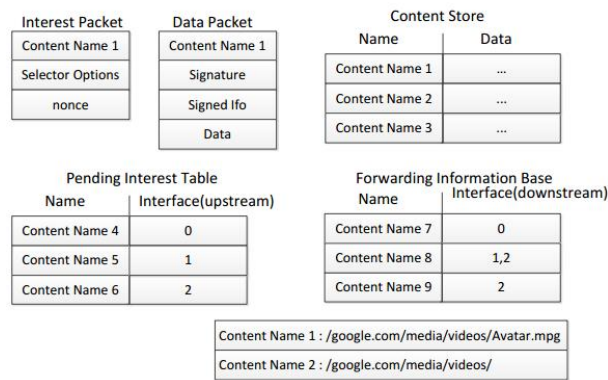 Interest Packet
Content Name 1
Selector Options
nonce
Data Packet
Content Name 1
Signature
Signed Ifo
Data
Content Store
Name Data
Content Name 1 ...
Content Name 2 ...
Content Name 3 ...
Pending Interest Table
Name Interface(upstream)
Content Name 4 0
Content Name 5 1
Content Name 6 2
Forwarding Information Base
Name Interface(downstream)
Content Name 7 0
Content Name 8 1,2
Content Name 9 2
Content Name 1 : /google.com/media/videos/Avatar.mpg
Content Name 2 : /google.com/media/videos/